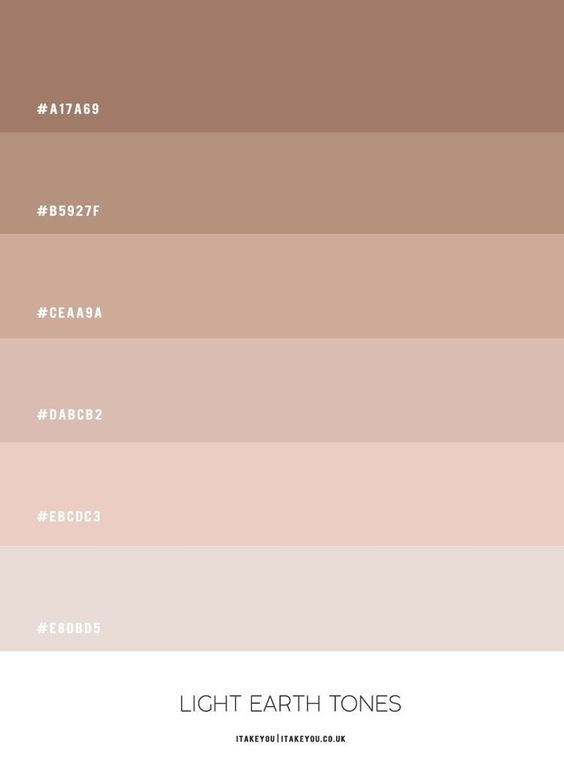 #A17A69
#B5927F
#CEAA9A
#DABCB2
#EBCDC3
#E8DBD5
LIGHT EARTH TONES
ITAKEYOU|ITAKEYOU.CO.UK